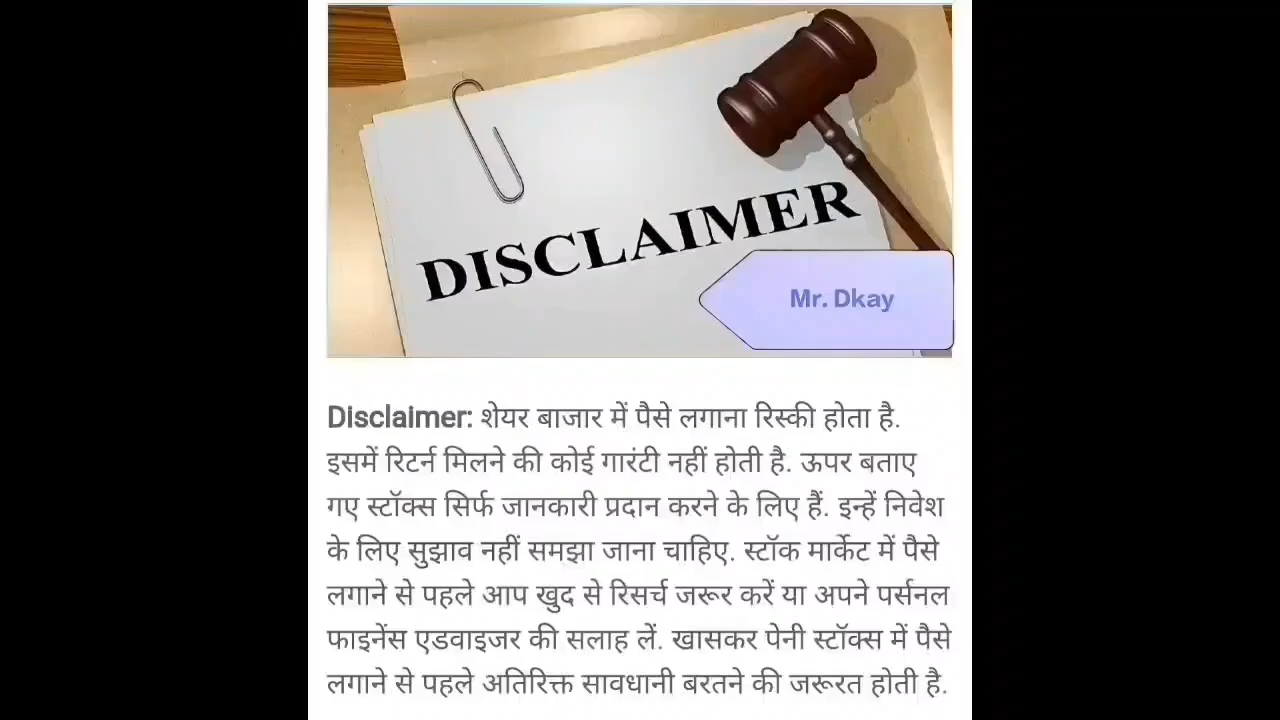 DISCLAIMER
Mr. Dkay
Disclaimer: शेयर बाजार में पैसे लगाना रिस्की होता है.
इसमें रिटर्न मिलने की कोई गारंटी नहीं होती है. ऊपर बताए
गए स्टॉक्स सिर्फ जानकारी प्रदान करने के लिए हैं. इन्हें निवेश
के लिए सुझाव नहीं समझा जाना चाहिए. स्टॉक मार्केट में पैसे
लगाने से पहले आप खुद से रिसर्च जरूर करें या अपने पर्सनल
फाइनेंस एडवाइजर की सलाह लें. खासकर पेनी स्टॉक्स में पैसे
लगाने से पहले अतिरिक्त सावधानी बरतने की जरूरत होती है.